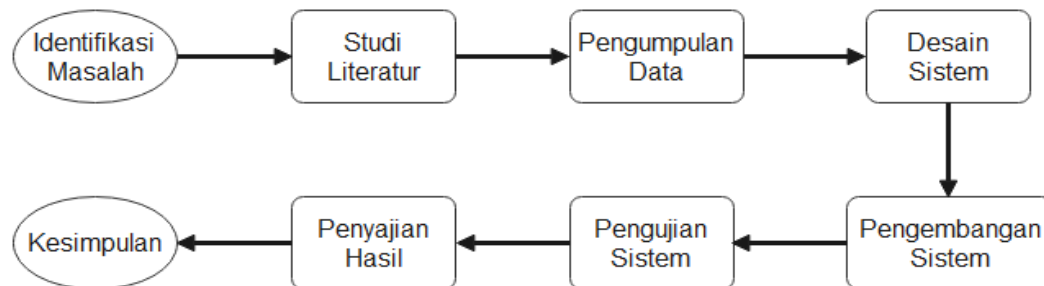 Identifikasi
Masalah
Studi
Literatur
Pengumpulan
Data
Desain
Sistem
Pengembangan
Sistem
Pengujian
Sistem
Penyajian
Hasil
Kesimpulan